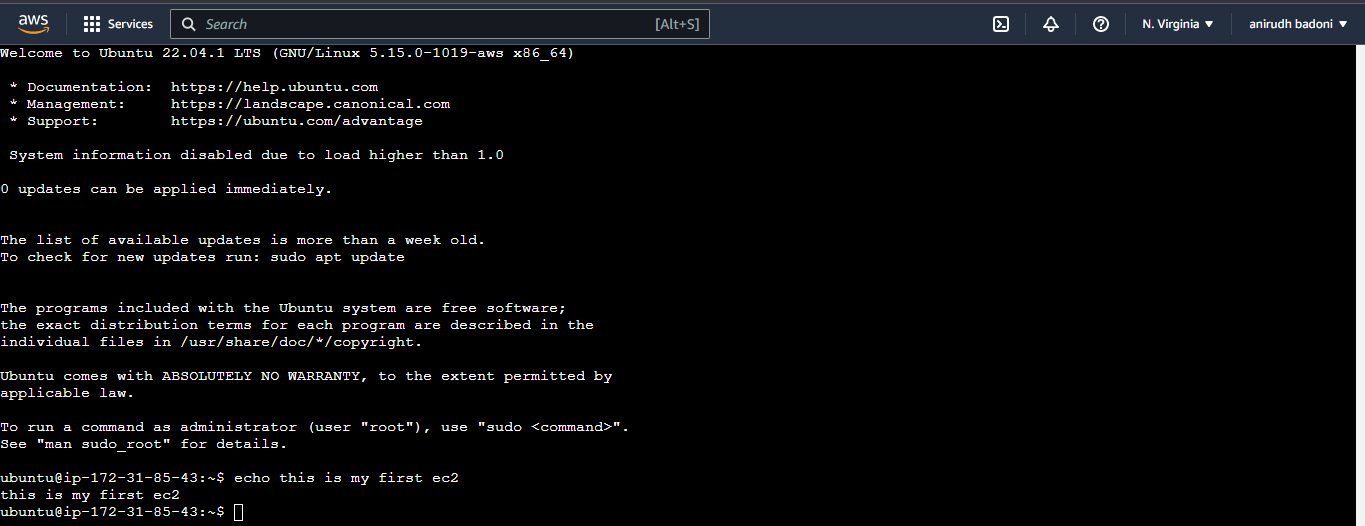 aws Services Search [Alt+S] N. Virginia anirudh badoni
Welcome to Ubuntu 22.04.1 LTS (GNU/Linux 5.15.0-1019-aws x86_64)
* Documentation: https://help.ubuntu.com
* Management: https://landscape.canonical.com
* Support: https://ubuntu.com/advantage
System information disabled due to load higher than 1.0
0 updates can be applied immediately.
The list of available updates is more than a week old.
To check for new updates run: sudo apt update
The programs included with the Ubuntu system are free software;
the exact distribution terms for each program are described in the
individual files in /usr/share/doc/*/copyright.
Ubuntu comes with ABSOLUTELY NO WARRANTY, to the extent permitted by
applicable law.
To run a command as administrator (user "root"), use "sudo <command>".
See "man sudo_root" for details.
ubuntu@ip-172-31-85-43:~$ echo this is my first ec2
this is my first ec2
ubuntu@ip-172-31-85-43:~$